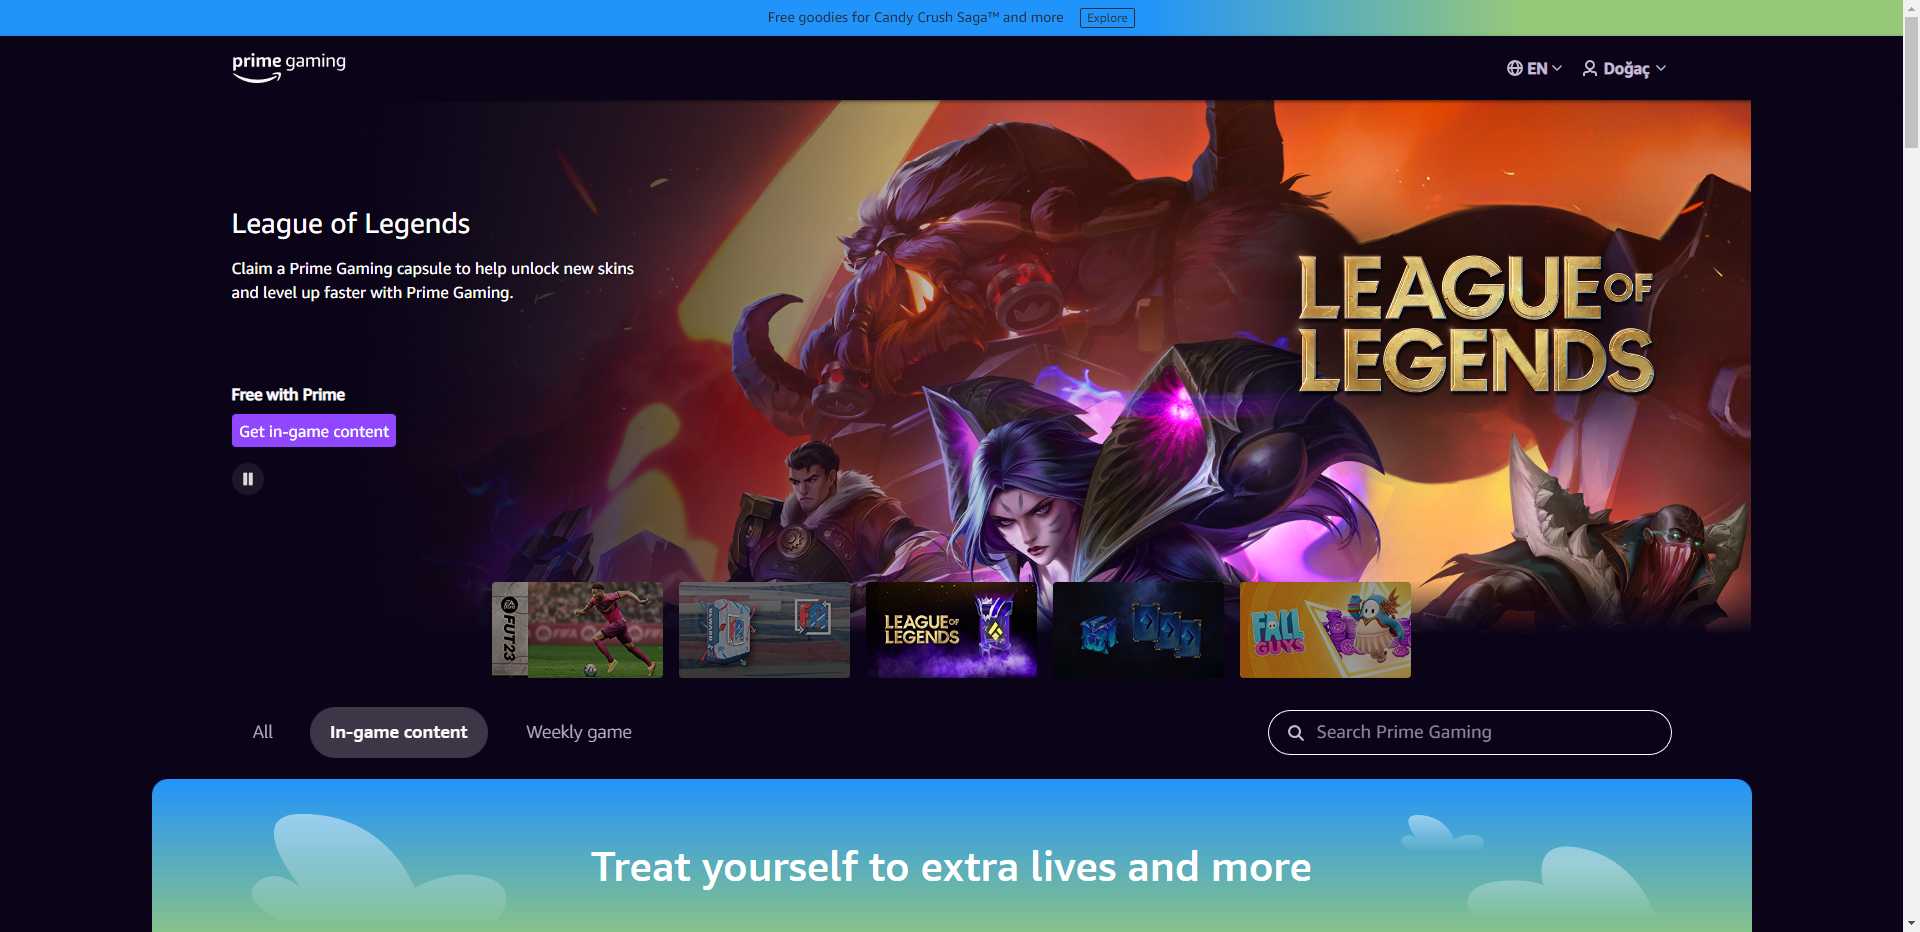 Free goodies for Candy Crush Saga™ and more
Explore
prime gaming
EN
Doğaç
League of Legends
Claim a Prime Gaming capsule to help unlock new skins
and level up faster with Prime Gaming.
LEAGUE OF
LEGENDS
Free with Prime
Get in-game content
FUT 23
LEAGUE OF
LEGENDS
FALL
GUYS
All
In-game content
Weekly game
Search Prime Gaming
Treat yourself to extra lives and more